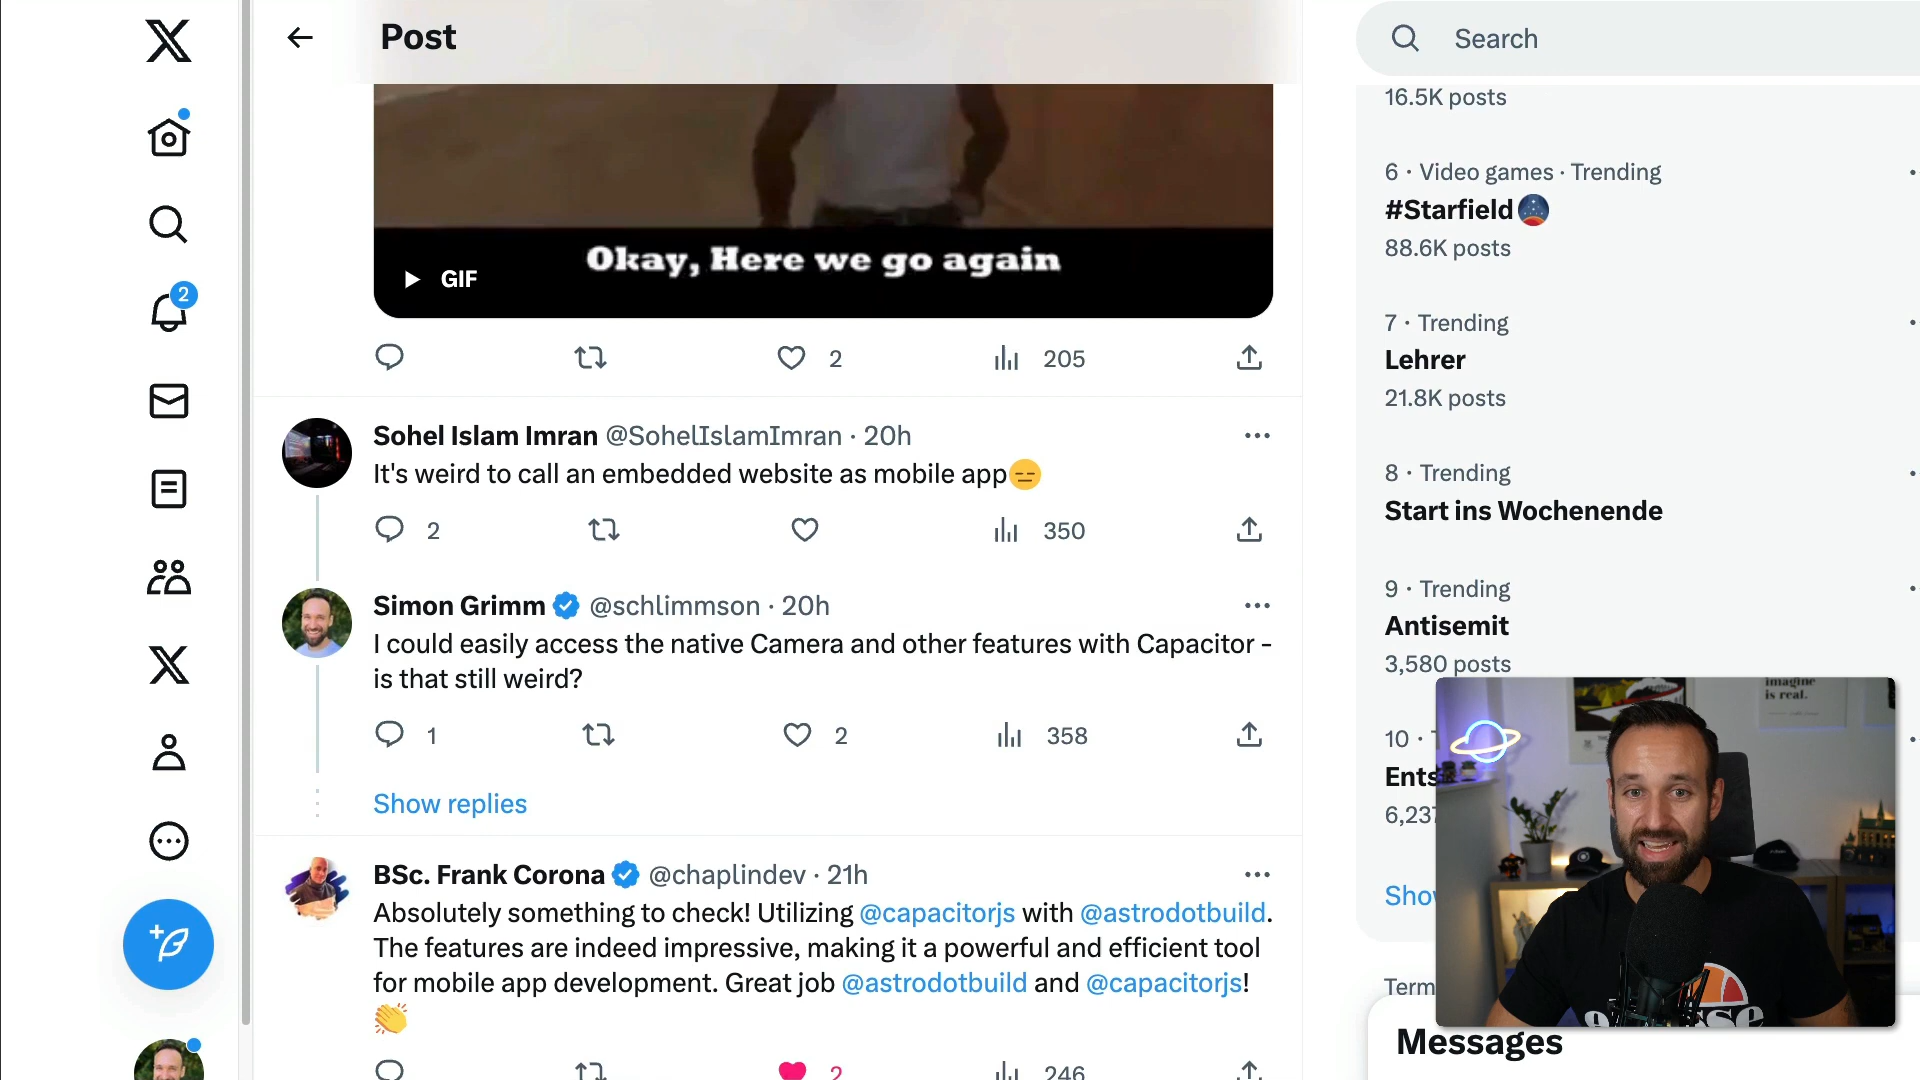 Post
Search
16.5K posts
6 · Video games · Trending
#Starfield
88.6K posts
Okay, Here we go again
GIF
7 · Trending
Lehrer
21.8K posts
2
205
Sohel Islam Imran @SohelIslamImran · 20h
It's weird to call an embedded website as mobile app😑
2
350
8 · Trending
Start ins Wochenende
Simon Grimm @schlimmson · 20h
I could easily access the native Camera and other features with Capacitor -
is that still weird?
1
2
358
9 · Trending
Antisemit
3,580 posts
imagine
is real.
10 ·
Ents
6,237
Show replies
BSc. Frank Corona @chaplindev · 21h
Absolutely something to check! Utilizing @capacitorjs with @astrodotbuild.
The features are indeed impressive, making it a powerful and efficient tool
for mobile app development. Great job @astrodotbuild and @capacitorjs!
👏
2
246
Show
Term
Messages
2